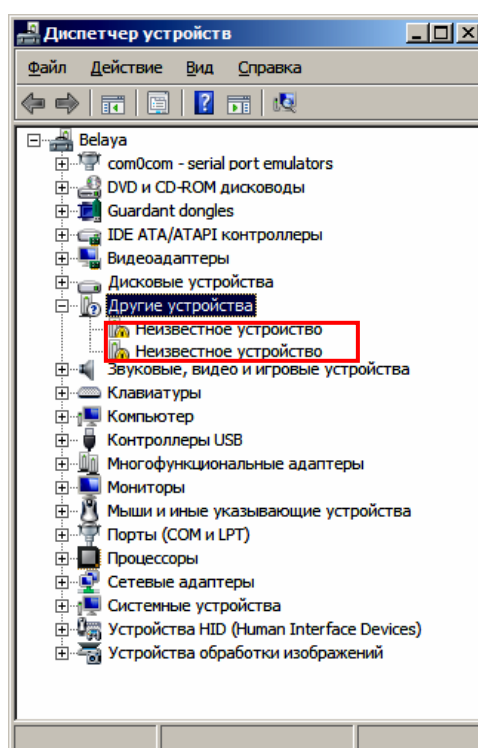 Диспетчер устройств
Файл Действие Вид Справка
Belaya
com0com - serial port emulators
DVD и CD-ROM дисководы
Guardant dongles
IDE ATA/ATAPI контроллеры
Видеоадаптеры
Дисковые устройства
Другие устройства
Неизвестное устройство
Неизвестное устройство
Звуковые, видео и игровые устройства
Клавиатуры
Компьютер
Контроллеры USB
Многофункциональные адаптеры
Мониторы
Мыши и иные указывающие устройства
Порты (COM и LPT)
Процессоры
Сетевые адаптеры
Системные устройства
Устройства HID (Human Interface Devices)
Устройства обработки изображений